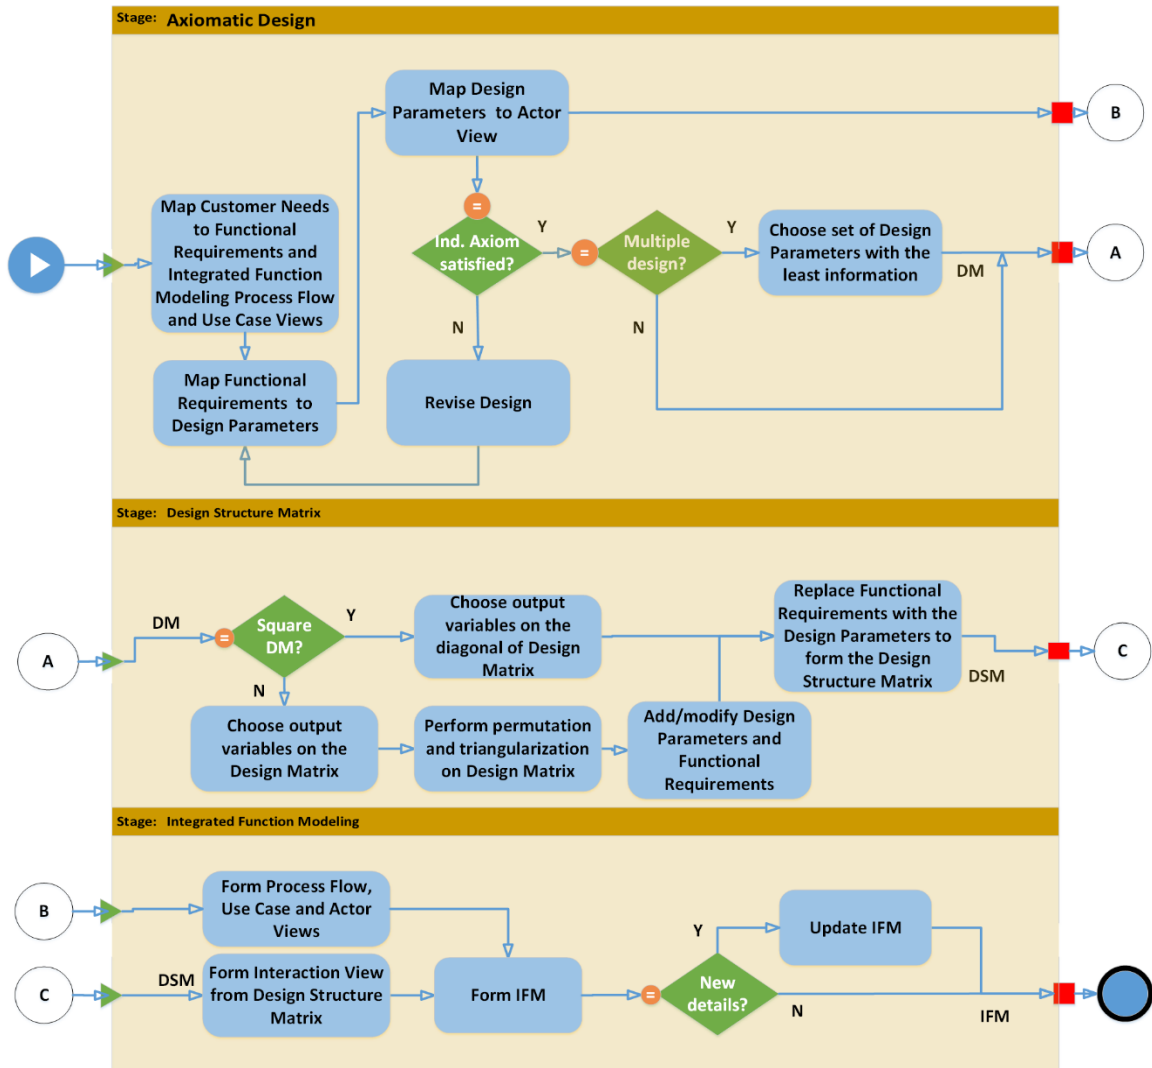 Stage: Axiomatic Design
Map Design
Parameters to Actor
View
B
Map Customer Needs
to Functional
Requirements and
Integrated Function
Modeling Process Flow
and Use Case Views
=
Ind. Axiom
satisfied?
Y
=
Multiple
design?
Y
Choose set of Design
Parameters with the
least information
DM
A
N
N
Map Functional
Requirements to
Design Parameters
Revise Design
Stage: Design Structure Matrix
A
DM
=
Square
DM?
Y
Choose output
variables on the
diagonal of Design
Matrix
Replace Functional
Requirements with the
Design Parameters to
form the Design
Structure Matrix
DSM
C
N
Choose output
variables on the
Design Matrix
Perform permutation
and triangularization
on Design Matrix
Add/modify Design
Parameters and
Functional
Requirements
Stage: Integrated Function Modeling
B
Form Process Flow,
Use Case and Actor
Views
Y
Update IFM
C
DSM
Form Interaction View
from Design Structure
Matrix
Form IFM
=
New
details?
N
IFM